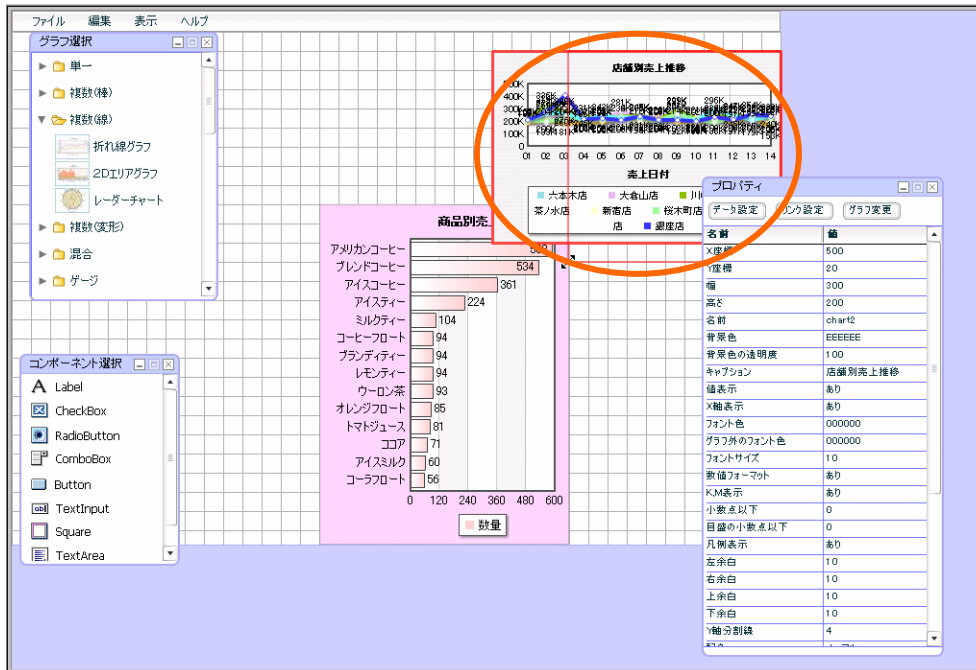 ファイル 編集 表示 ヘルプ
グラフ選択
単一
複数(棒)
複数(線)
折れ線グラフ
2Dエリアグラフ
レーダーチャート
複数(変形)
混合
ゲージ
コンポーネント選択
Label
CheckBox
RadioButton
ComboBox
Button
TextInput
Square
TextArea
店舗別売上推移
400K
300K
200K
100K
0
01 02 03 04 05 06 07 08 09 10 11 12 13 14
売上日付
六本木店 大倉山店
茶ノ水店 新宿店 桜木町店
店 銀座店
商品別売
アメリカンコーヒー
ブレンドコーヒー 534
アイスコーヒー 361
アイスティー 224
ミルクティー 104
コーヒーフロート 94
ブランディティー 94
レモンティー 94
ウーロン茶 93
オレンジフロート 85
トマトジュース 81
ココア 71
アイスミルク 60
コーラフロート 56
0 120 240 360 480 600
数量
プロパティ
データ設定 リンク設定 グラフ変更
名前 値
X座標 500
Y座標 20
幅 300
高さ 200
名前 chart2
背景色 EEEEEE
背景色の透明度 100
キャプション 店舗別売上推移
値表示 あり
X軸表示 あり
フォント色 000000
グラフ外のフォント色 000000
フォントサイズ 10
数値フォーマット あり
K,M表示 あり
小数点以下 0
目盛の小数点以下 0
凡例表示 あり
左余白 10
右余白 10
上余白 10
下余白 10
Y軸分割線 4